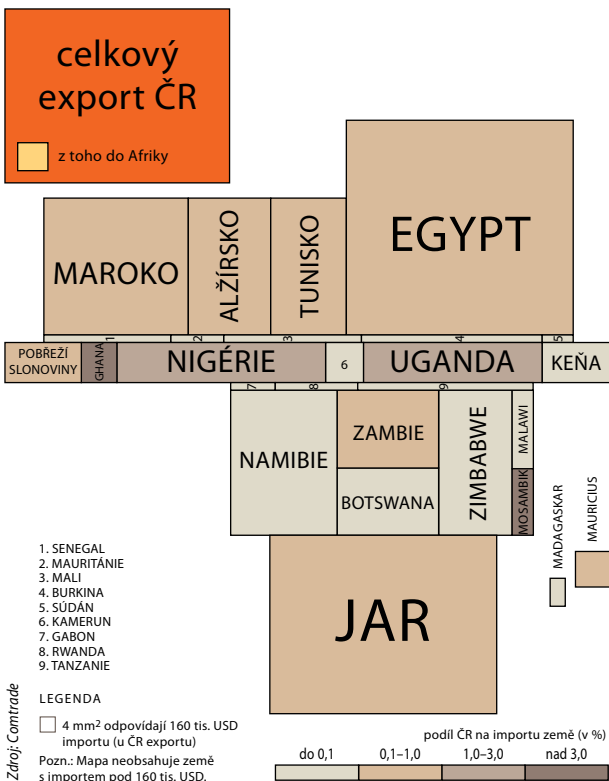 celkový
export ČR
z toho do Afriky
MAROKO
ALŽÍRSKO
TUNISKO
EGYPT
1
2
3
4
5
POBŘEŽÍ
SLONOVINY
GHANA
NIGÉRIE
6
UGANDA
KEŇA
7
8
9
NAMIBIE
ZAMBIE
BOTSWANA
ZIMBABWE
MALAWI
MOSAMBIK
MADAGASKAR
MAURICIUS
JAR
1. SENEGAL
2. MAURITÁNIE
3. MALI
4. BURKINA
5. SÚDÁN
6. KAMERUN
7. GABON
8. RWANDA
9. TANZANIE
LEGENDA
4 mm² odpovídají 160 tis. USD
importu (u ČR exportu)
Pozn.: Mapa neobsahuje země
s importem pod 160 tis. USD.
Zdroj: Comtrade
podíl ČR na importu země (v %)
do 0,1 0,1–1,0 1,0–3,0 nad 3,0